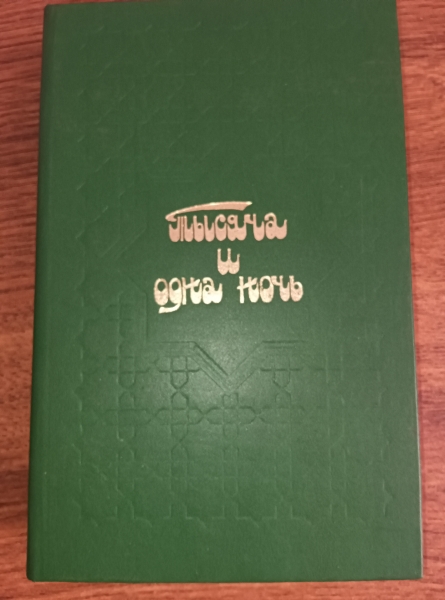 Тысяча
и
одна ночь